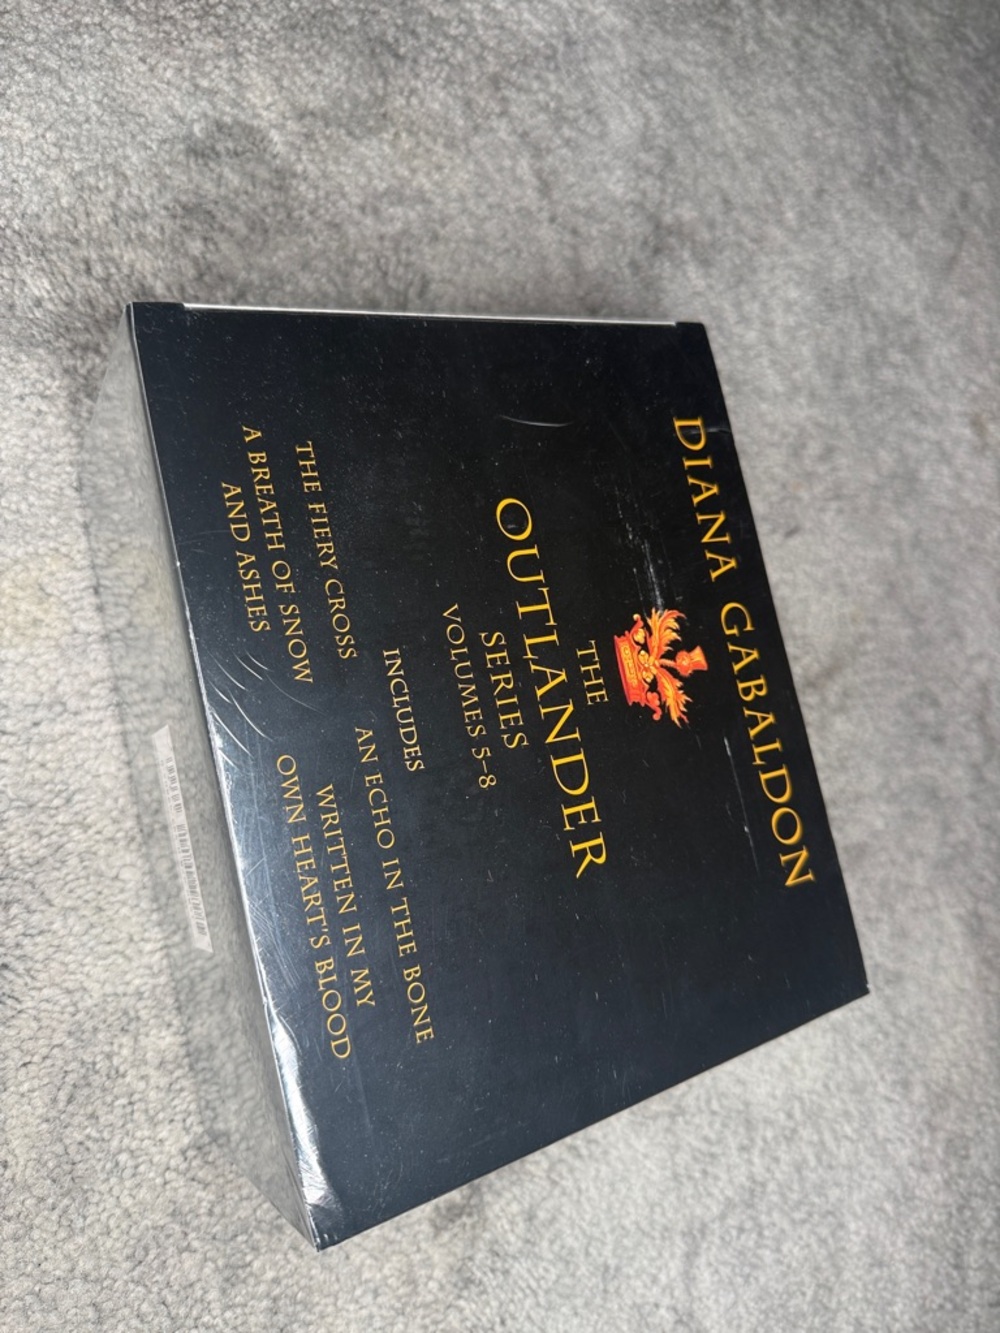 DIANA GABALDON
THE
OUTLANDER
SERIES
VOLUMES 5–8
INCLUDES
THE FIERY CROSS
A BREATH OF SNOW
AND ASHES
AN ECHO IN THE BONE
WRITTEN IN MY
OWN HEART'S BLOOD